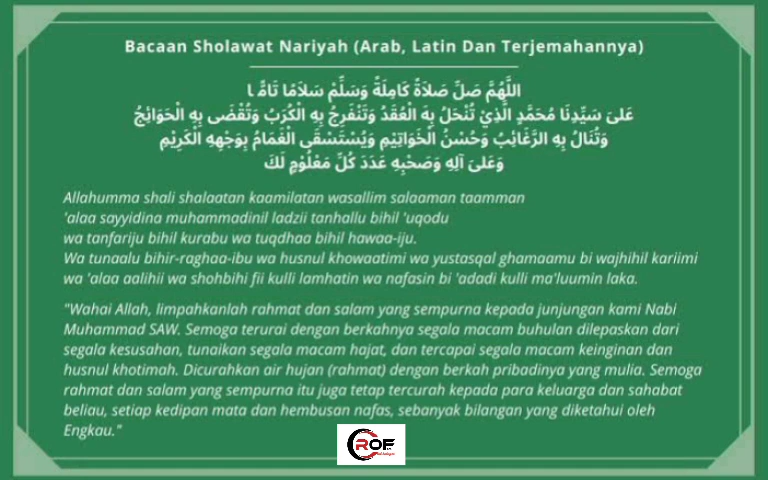 Bacaan Sholawat Nariyah (Arab, Latin Dan Terjemahannya)
اللَّهُمَّ صَلِّ صَلاَةً كَامِلَةً وَسَلِّمْ سَلاَمًا تَامًّا
عَلىَ سَيِّدِنَا مُحَمَّدٍ الَّذِيْ تُنْحَلُ بِهَ الْعُقَدُ وَتَنْفَرِجُ بِهِ الْكُرَبُ وَتُقْضَى بِهِ الْحَوَائِجُ
وَتُنَالُ بِهِ الرَّغَائِبُ وَحُسْنُ الْخَوَاتِيْمِ وَيُسْتَسْقَى الْغَمَامُ بِوَجْهِهِ الْكَرِيْمِ
وَعَلىَ آلِهِ وَصَحْبِهِ عَدَدَ كُلِّ مَعْلُوْمٍ لَكَ
Allahumma shali shalaatan kaamilatan wasallim salaaman taamman
'alaa sayyidina muhammadinil ladzii tanhallu bihil 'uqodu
wa tanfariju bihil kurabu wa tuqdhaa bihil hawaa-iju.
Wa tunaalu bihir-raghaa-ibu wa husnul khowaatimi wa yustasqal ghamaamu bi wajhihil kariimi
wa 'alaa aalihii wa shohbihi fii kulli lamhatin wa nafasin bi 'adadi kulli ma'luumin laka.
"Wahai Allah, limpahkanlah rahmat dan salam yang sempurna kepada junjungan kami Nabi
Muhammad SAW. Semoga terurai dengan berkahnya segala macam buhulan dilepaskan dari
segala kesusahan, tunaikan segala macam hajat, dan tercapai segala macam keinginan dan
husnul khotimah. Dicurahkan air hujan (rahmat) dengan berkah pribadinya yang mulia. Semoga
rahmat dan salam yang sempurna itu juga tetap tercurah kepada para keluarga dan sahabat
beliau, setiap kedipan mata dan hembusan nafas, sebanyak bilangan yang diketahui oleh
Engkau."
ROF